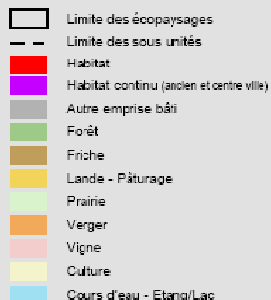 Limite des écopaysages
Limite des sous unités
Habitat
Habitat continu (ancien et centre ville)
Autre emprise bâti
Forêt
Friche
Lande - Pâturage
Prairie
Verger
Vigne
Culture
Cours d'eau - Etang/Lac